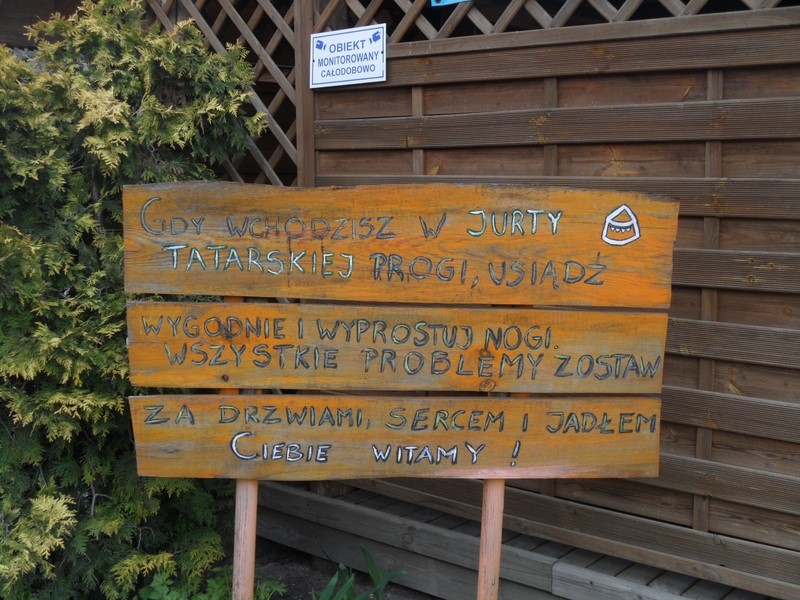 OBIEKT
MONITOROWANY
CAŁODOBOWO
GDY WCHODZISZ W JURTY
TATARSKIEJ PROGI, USIĄDŹ
WYGODNIE I WYPROSTUJ NOGI.
WSZYSTKIE PROBLEMY ZOSTAW
ZA DRZWIAMI, SERCEM I JADŁEM
CIEBIE WITAMY !